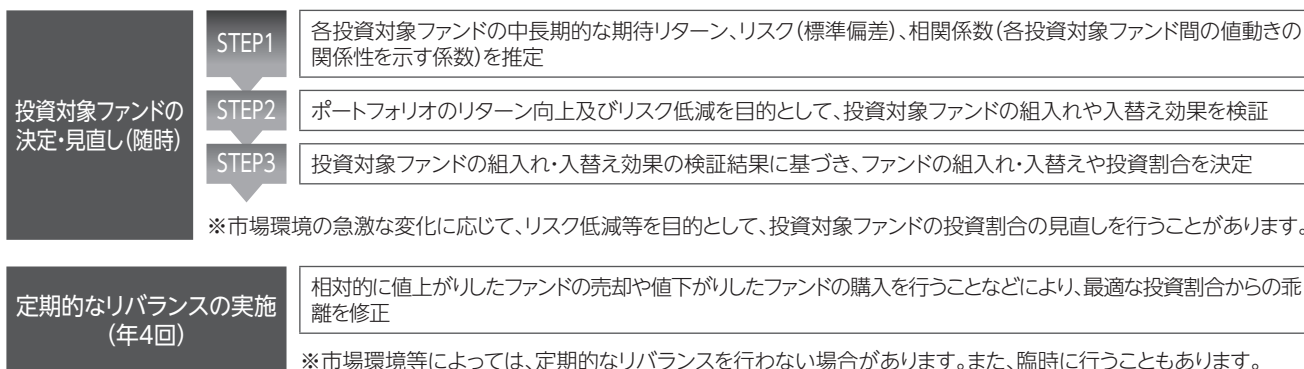 投資対象ファンドの
決定・見直し(随時)
STEP1
各投資対象ファンドの中長期的な期待リターン、リスク(標準偏差)、相関係数(各投資対象ファンド間の値動きの
関係性を示す係数)を推定
STEP2
ポートフォリオのリターン向上及びリスク低減を目的として、投資対象ファンドの組入れや入替え効果を検証
STEP3
投資対象ファンドの組入れ・入替え効果の検証結果に基づき、ファンドの組入れ・入替えや投資割合を決定
※市場環境の急激な変化に応じて、リスク低減等を目的として、投資対象ファンドの投資割合の見直しを行うことがあります。
定期的なリバランスの実施
(年4回)
相対的に値上がりしたファンドの売却や値下がりしたファンドの購入を行うことなどにより、最適な投資割合からの乖
離を修正
※市場環境等によっては、定期的なリバランスを行わない場合があります。また、臨時に行うこともあります。